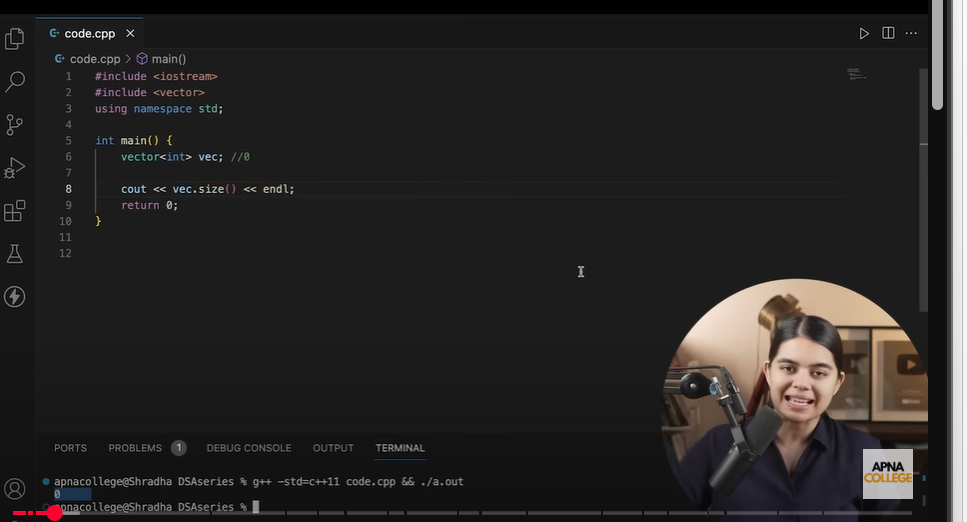 code.cpp
code.cpp > main()
1 #include <iostream>
2 #include <vector>
3 using namespace std;
4
5 int main() {
6 vector<int> vec; //0
7
8 cout << vec.size() << endl;
9 return 0;
10 }
11
12
PORTS PROBLEMS 1 DEBUG CONSOLE OUTPUT TERMINAL
apnacollege@Shradha DSAseries % g++ -std=c++11 code.cpp && ./a.out
0
apnacollege@Shradha DSAseries %
APNA
COLLEGE